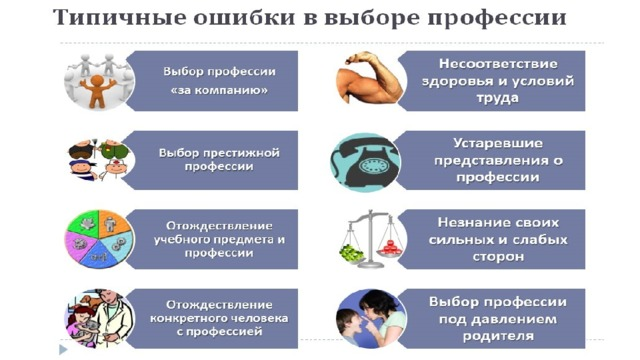 Типичные ошибки в выборе профессии
Выбор профессии
«за компанию»
Выбор престижной
профессии
Отождествление
учебного предмета и
профессии
Отождествление
конкретного человека
с профессией
Несоответствие
здоровья и условий
труда
Устаревшие
представления о
профессии
Незнание своих
сильных и слабых
сторон
Выбор профессии
под давлением
родителя